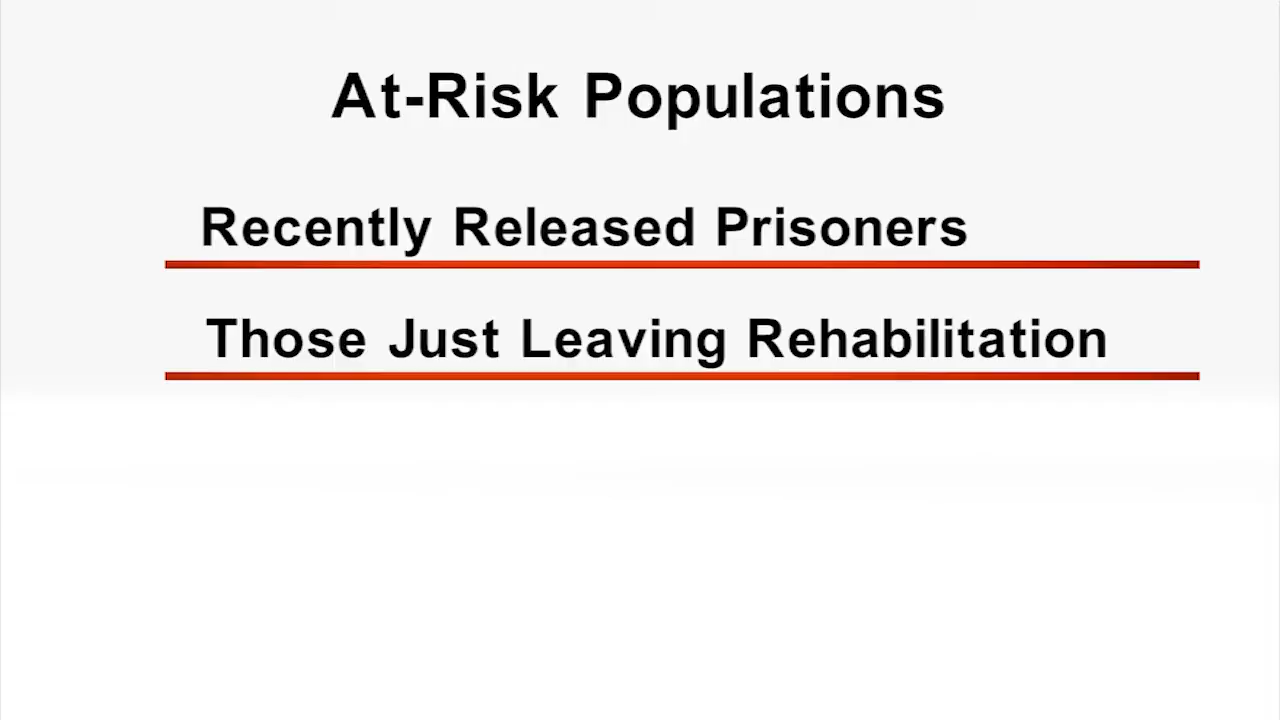 At-Risk Populations
Recently Released Prisoners
Those Just Leaving Rehabilitation